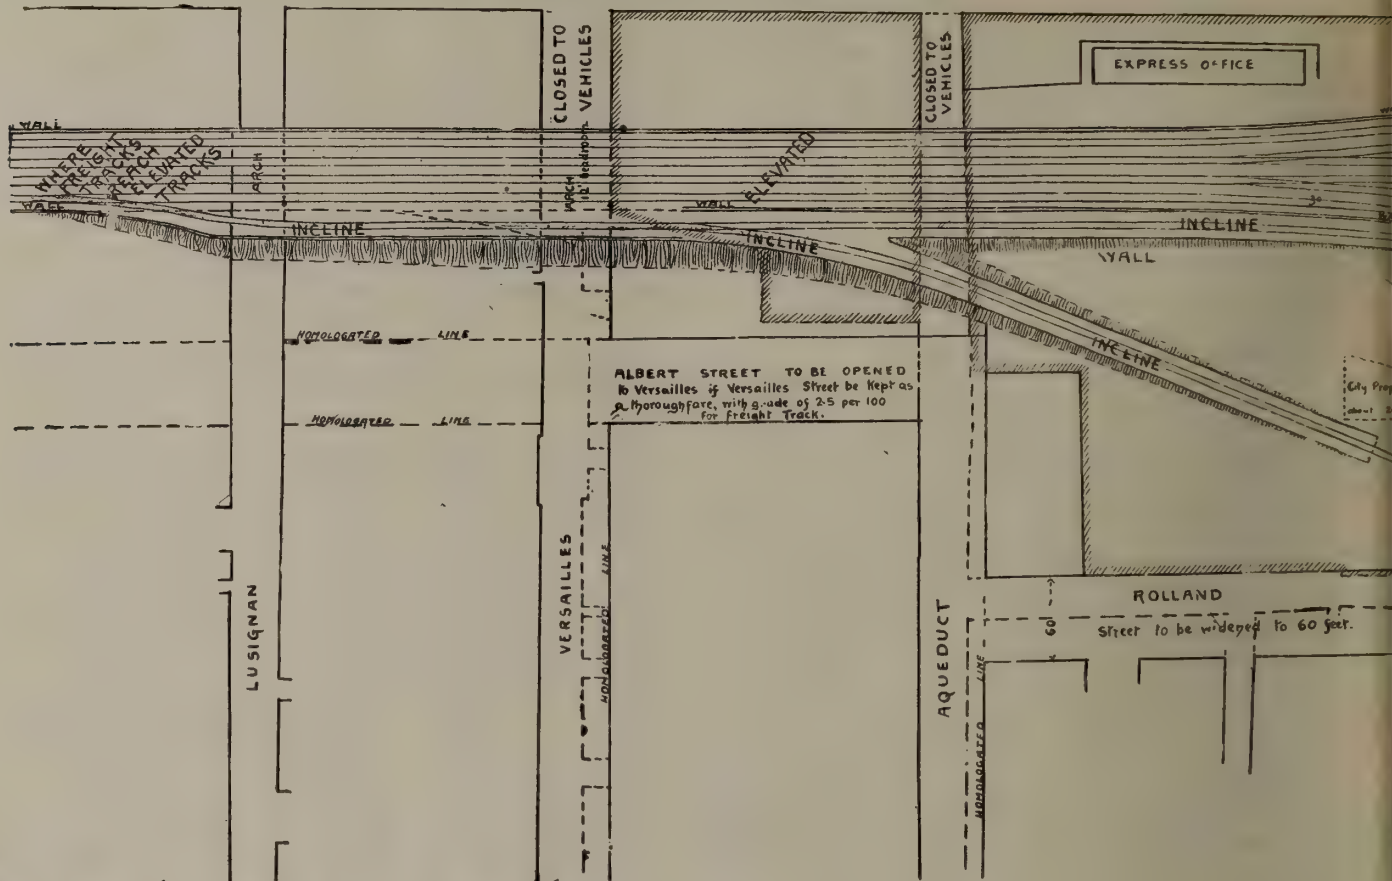 CLOSED TO
VEHICLES
CLOSED TO
VEHICLES
EXPRESS OFFICE
WALL
WHERE
FREIGHT
TRACKS
REACH
ELEVATED
TRACKS
ARCH
ARCH
12' headroom
ELEVATED
WALL
WALL
INCLINE
INCLINE
INCLINE
WALL
INCLINE
HOMOLOGATED LINE
ALBERT STREET TO BE OPENED
to Versailles if Versailles Street be Kept as
a thoroughfare, with grade of 2.5 per 100
for Freight Track.
HOMOLOGATED LINE
City
about
LUSIGNAN
VERSAILLES
HOMOLOGATED LINE
AQUEDUCT
HOMOLOGATED LINE
60
ROLLAND
Street to be widened to 60 feet.